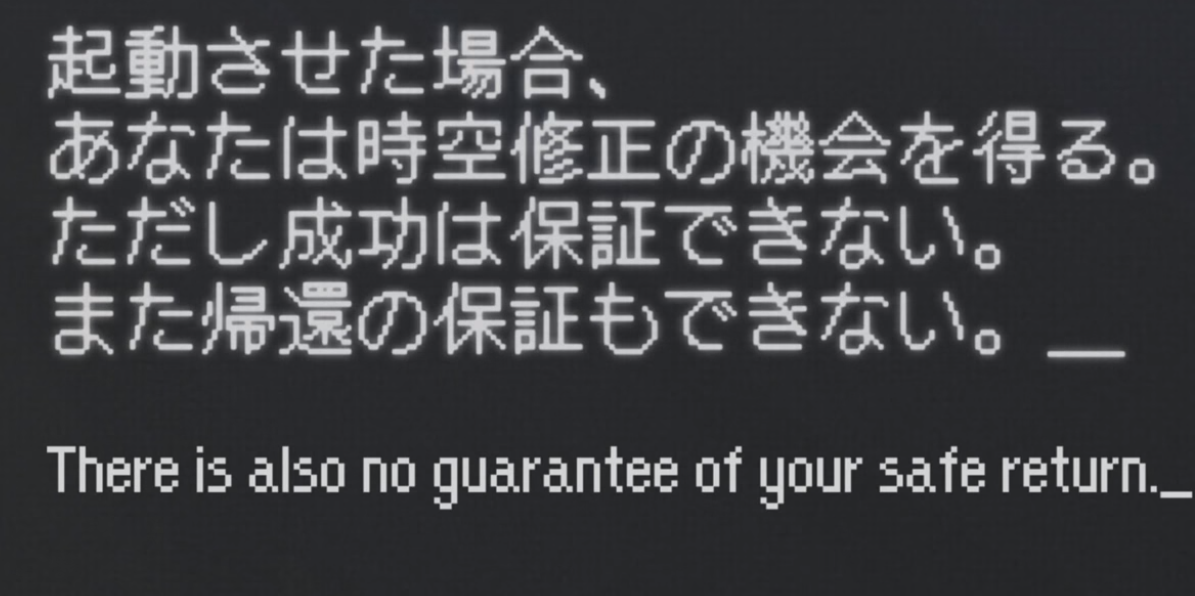 起動させた場合、
あなたは時空修正の機会を得る。
ただし成功は保証できない。
また帰還の保証もできない。＿
There is also no guarantee of your safe return._